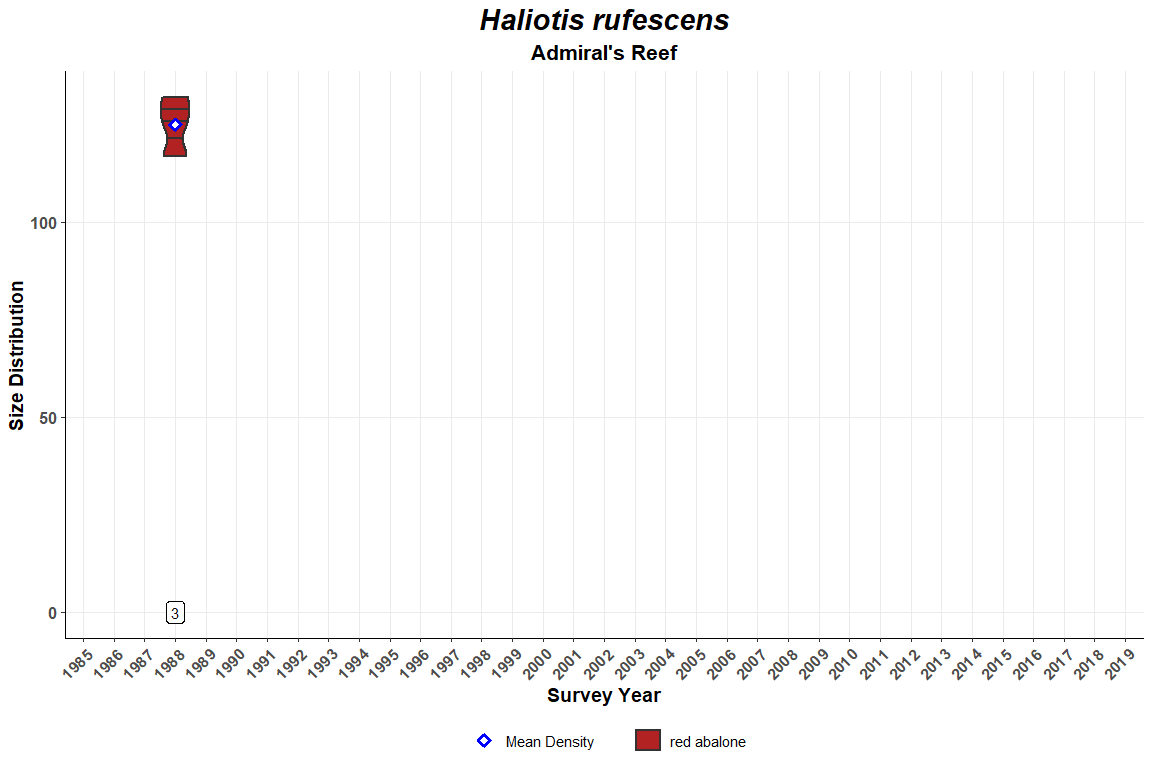 Haliotis rufescens
Admiral's Reef
Size Distribution
100
50
0
3
1985 1986 1987 1988 1989 1990 1991 1992 1993 1994 1995 1996 1997 1998 1999 2000 2001 2002 2003 2004 2005 2006 2007 2008 2009 2010 2011 2012 2013 2014 2015 2016 2017 2018 2019
Survey Year
Mean Density red abalone